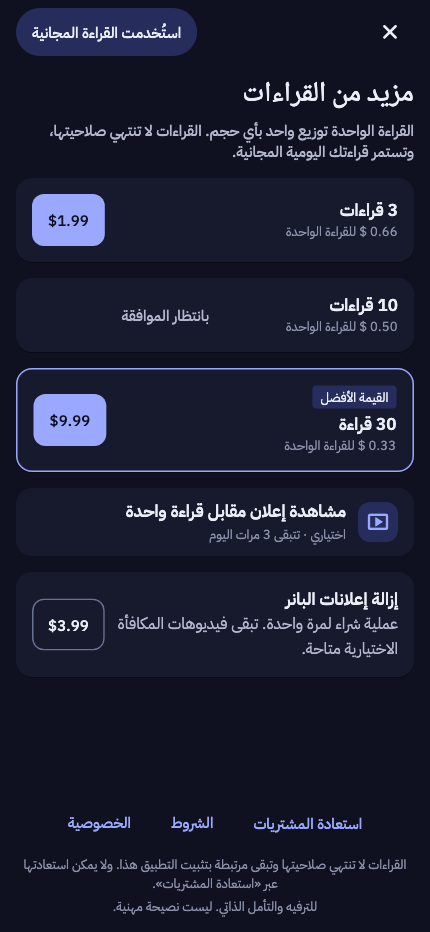 استُخدمت القراءة المجانية
مزيد من القراءات
القراءة الواحدة توزيع واحد بأي حجم. القراءات لا تنتهي صلاحيتها،
وتستمر قراءتك اليومية المجانية.
3 قراءات
0.66 $ للقراءة الواحدة
$1.99
10 قراءات
0.50 $ للقراءة الواحدة
بانتظار الموافقة
القيمة الأفضل
30 قراءة
0.33 $ للقراءة الواحدة
$9.99
مشاهدة إعلان مقابل قراءة واحدة
اختياري · تتبقى 3 مرات اليوم
إزالة إعلانات البانر
عملية شراء لمرة واحدة. تبقى فيديوهات المكافأة
الاختيارية متاحة.
$3.99
استعادة المشتريات
الشروط
الخصوصية
القراءات لا تنتهي صلاحيتها وتبقى مرتبطة بتثبيت التطبيق هذا. ولا يمكن استعادتها
عبر «استعادة المشتريات».
للترفيه والتأمل الذاتي. ليست نصيحة مهنية.